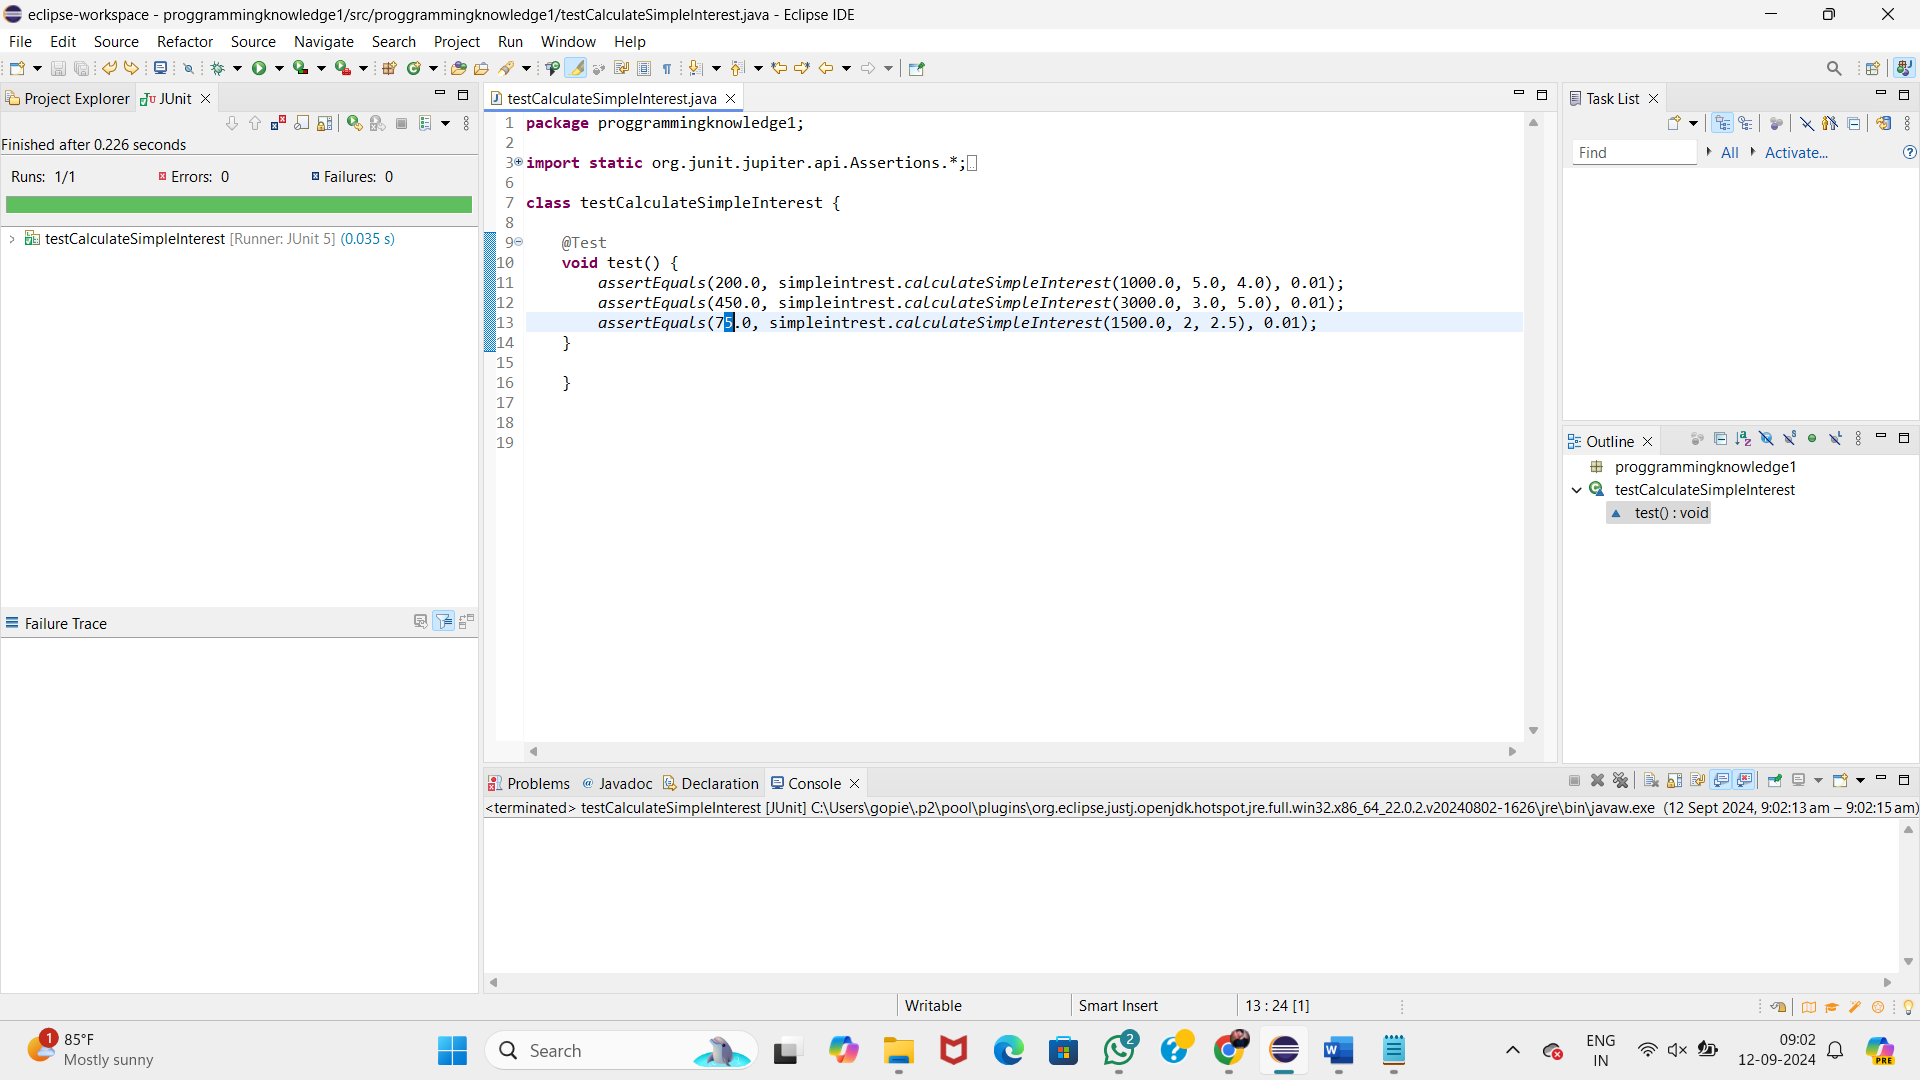 eclipse-workspace - proggrammingknowledge1/src/proggrammingknowledge1/testCalculateSimpleInterest.java - Eclipse IDE
File Edit Source Refactor Source Navigate Search Project Run Window Help
Project Explorer JUnit
Finished after 0.226 seconds
Runs: 1/1 Errors: 0 Failures: 0
testCalculateSimpleInterest [Runner: JUnit 5] (0.035 s)
Failure Trace
testCalculateSimpleInterest.java
1 package proggrammingknowledge1;
2
3 import static org.junit.jupiter.api.Assertions.*;
6
7 class testCalculateSimpleInterest {
8
9 @Test
10 void test() {
11 assertEquals(200.0, simpleintrest.calculateSimpleInterest(1000.0, 5.0, 4.0), 0.01);
12 assertEquals(450.0, simpleintrest.calculateSimpleInterest(3000.0, 3.0, 5.0), 0.01);
13 assertEquals(75.0, simpleintrest.calculateSimpleInterest(1500.0, 2, 2.5), 0.01);
14 }
15
16 }
17
18
19
Task List
Find All Activate...
Outline
proggrammingknowledge1
testCalculateSimpleInterest
test() : void
Problems Javadoc Declaration Console
<terminated> testCalculateSimpleInterest [JUnit] C:\Users\gopie\.p2\pool\plugins\org.eclipse.justj.openjdk.hotspot.jre.full.win32.x86_64_22.0.2.v20240802-1626\jre\bin\javaw.exe (12 Sept 2024, 9:02:13 am – 9:02:15 am)
Writable Smart Insert 13 : 24 [1]
1 85°F
Mostly sunny
Search
2
ENG
IN
09:02
12-09-2024
PRE